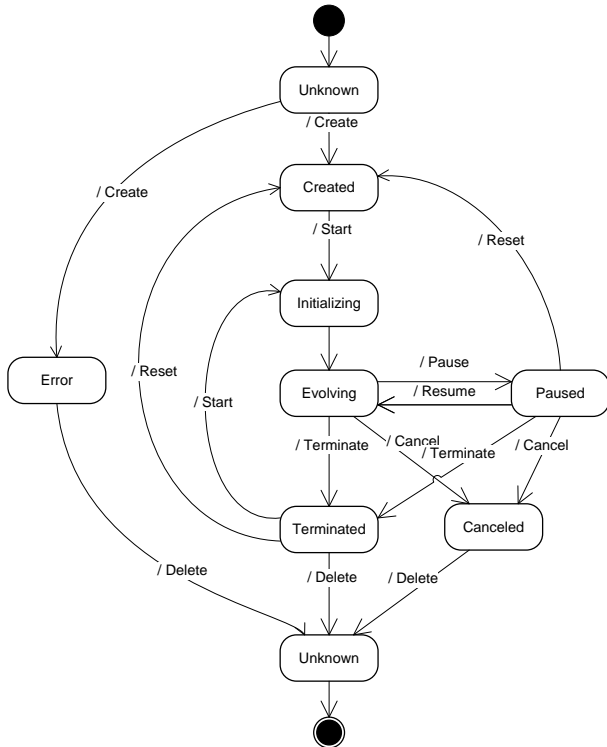 Unknown
/ Create
/ Create
Created
/ Start
/ Reset
Initializing
/ Pause
/ Reset
Error
/ Start
Evolving
/ Resume
Paused
/ Terminate
/ Cancel
/ Terminate
/ Cancel
Terminated
Canceled
/ Delete
/ Delete
/ Delete
Unknown